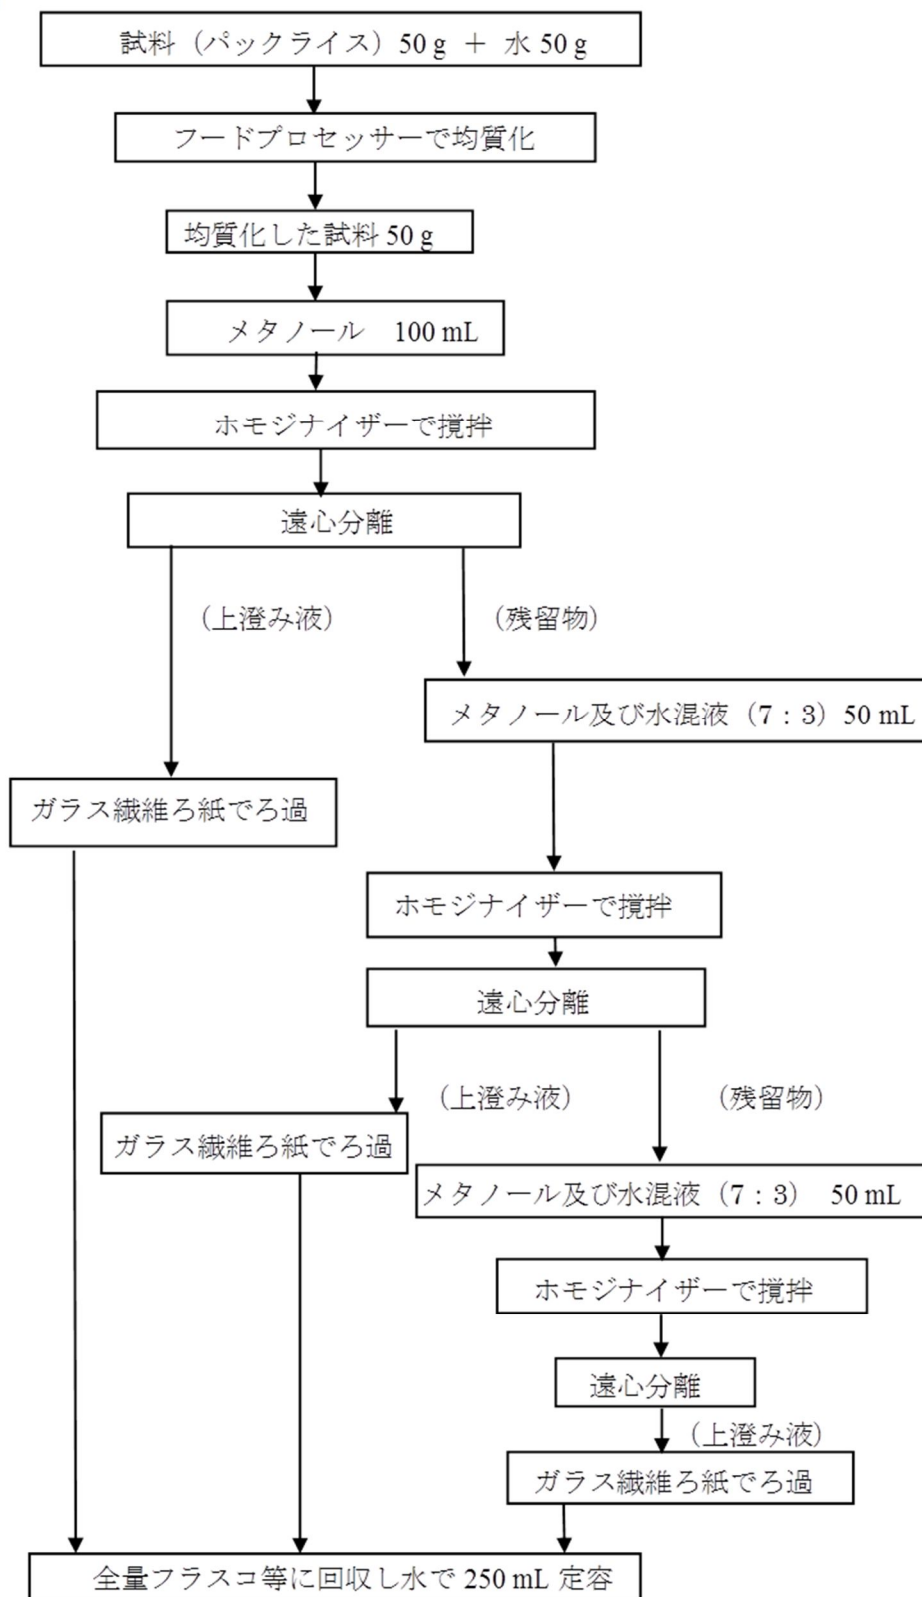 試料（パックライス）50 g ＋ 水 50 g
フードプロセッサーで均質化
均質化した試料 50 g
メタノール　100 mL
ホモジナイザーで撹拌
遠心分離
（上澄み液）
（残留物）
メタノール及び水混液（7：3）50 mL
ガラス繊維ろ紙でろ過
ホモジナイザーで撹拌
遠心分離
（上澄み液）
（残留物）
ガラス繊維ろ紙でろ過
メタノール及び水混液（7：3）　50 mL
ホモジナイザーで撹拌
遠心分離
（上澄み液）
ガラス繊維ろ紙でろ過
全量フラスコ等に回収し水で 250 mL 定容